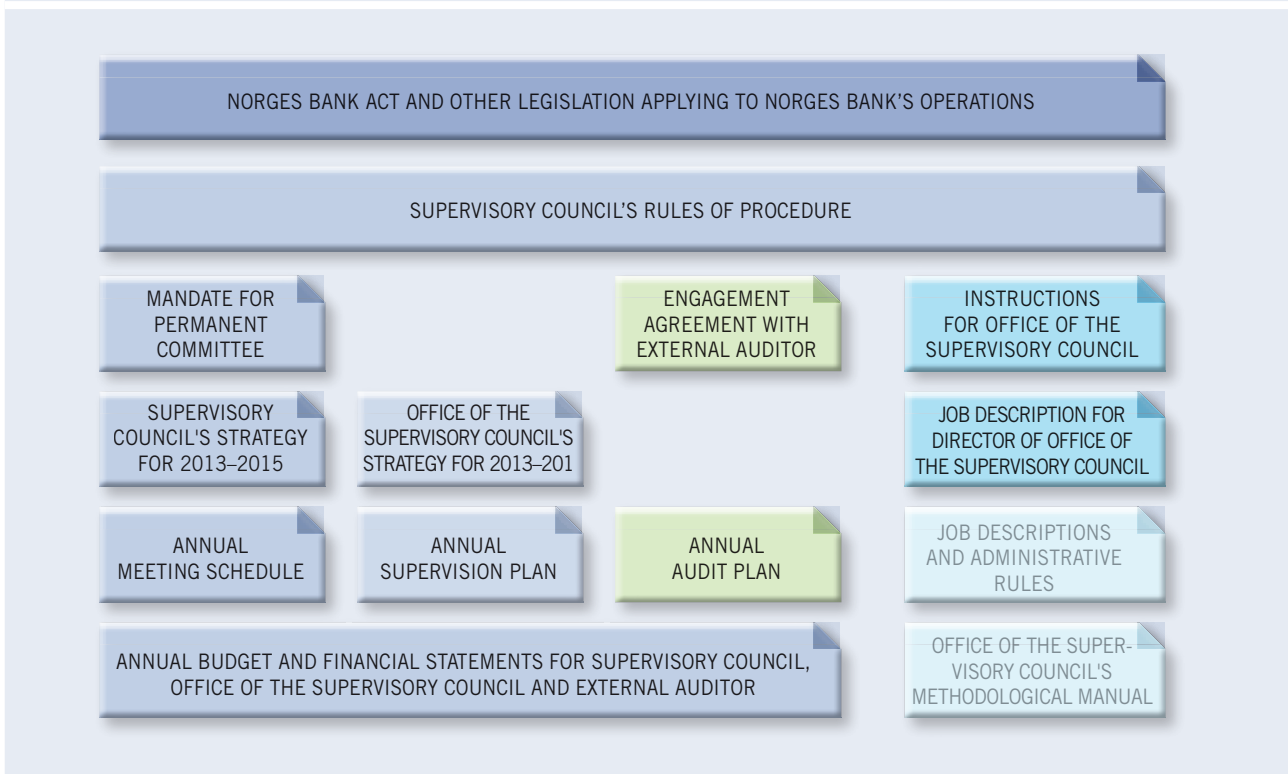 NORGES BANK ACT AND OTHER LEGISLATION APPLYING TO NORGES BANK'S OPERATIONS
SUPERVISORY COUNCIL'S RULES OF PROCEDURE
MANDATE FOR
PERMANENT
COMMITTEE
ENGAGEMENT
AGREEMENT WITH
EXTERNAL AUDITOR
INSTRUCTIONS
FOR OFFICE OF THE
SUPERVISORY COUNCIL
SUPERVISORY
COUNCIL'S STRATEGY
FOR 2013–2015
OFFICE OF THE
SUPERVISORY COUNCIL'S
STRATEGY FOR 2013–201
JOB DESCRIPTION FOR
DIRECTOR OF OFFICE OF
THE SUPERVISORY COUNCIL
ANNUAL
MEETING SCHEDULE
ANNUAL
SUPERVISION PLAN
ANNUAL
AUDIT PLAN
JOB DESCRIPTIONS
AND ADMINISTRATIVE
RULES
ANNUAL BUDGET AND FINANCIAL STATEMENTS FOR SUPERVISORY COUNCIL,
OFFICE OF THE SUPERVISORY COUNCIL AND EXTERNAL AUDITOR
OFFICE OF THE SUPER-
VISORY COUNCIL'S
METHODOLOGICAL MANUAL